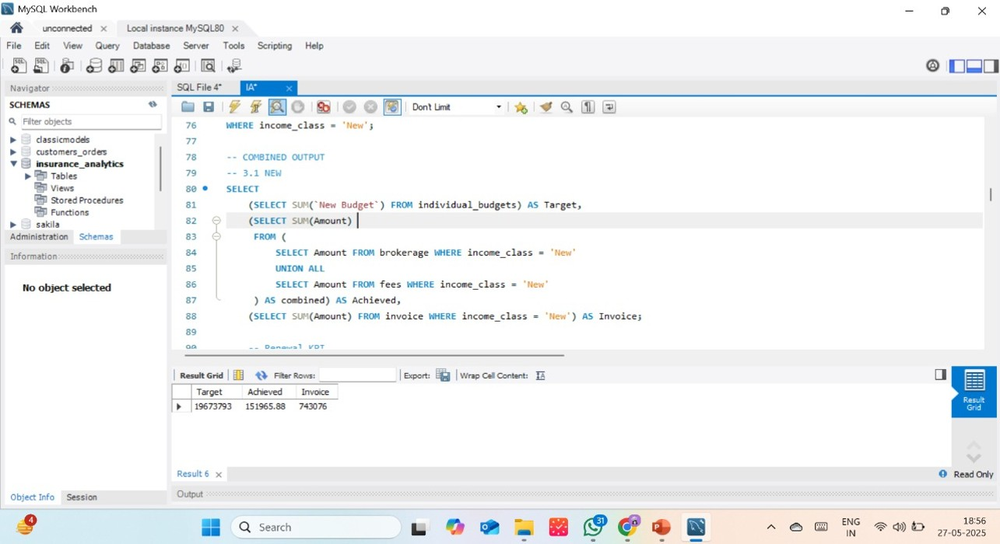 MySQL Workbench
unconnected
Local instance MySQL80
File Edit View Query Database Server Tools Scripting Help
Navigator
SCHEMAS
Filter objects
classicmodels
customers_orders
insurance_analytics
Tables
Views
Stored Procedures
Functions
sakila
Administration Schemas
Information
No object selected
Object Info Session
SQL File 4*
IA*
Don't Limit
76 WHERE income_class = 'New';
77
78 -- COMBINED OUTPUT
79 -- 3.1 NEW
80 SELECT
81 (SELECT SUM(`New Budget`) FROM individual_budgets) AS Target,
82 (SELECT SUM(Amount)
83 FROM (
84 SELECT Amount FROM brokerage WHERE income_class = 'New'
85 UNION ALL
86 SELECT Amount FROM fees WHERE income_class = 'New'
87 ) AS combined) AS Achieved,
88 (SELECT SUM(Amount) FROM invoice WHERE income_class = 'New') AS Invoice;
89
90 -- Renewal KPI
Result Grid Filter Rows: Export: Wrap Cell Content:
Target Achieved Invoice
19673793 151965.88 743076
Result Grid
Result 6
Read Only
Output
4
Search
31
ENG
IN
18:56
27-05-2025